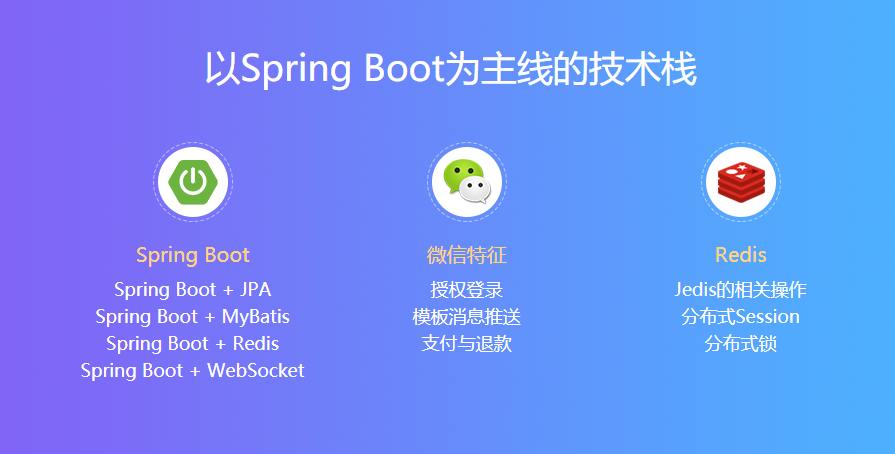 以Spring Boot为主线的技术栈
Spring Boot
Spring Boot + JPA
Spring Boot + MyBatis
Spring Boot + Redis
Spring Boot + WebSocket
微信特征
授权登录
模板消息推送
支付与退款
Redis
Jedis的相关操作
分布式Session
分布式锁